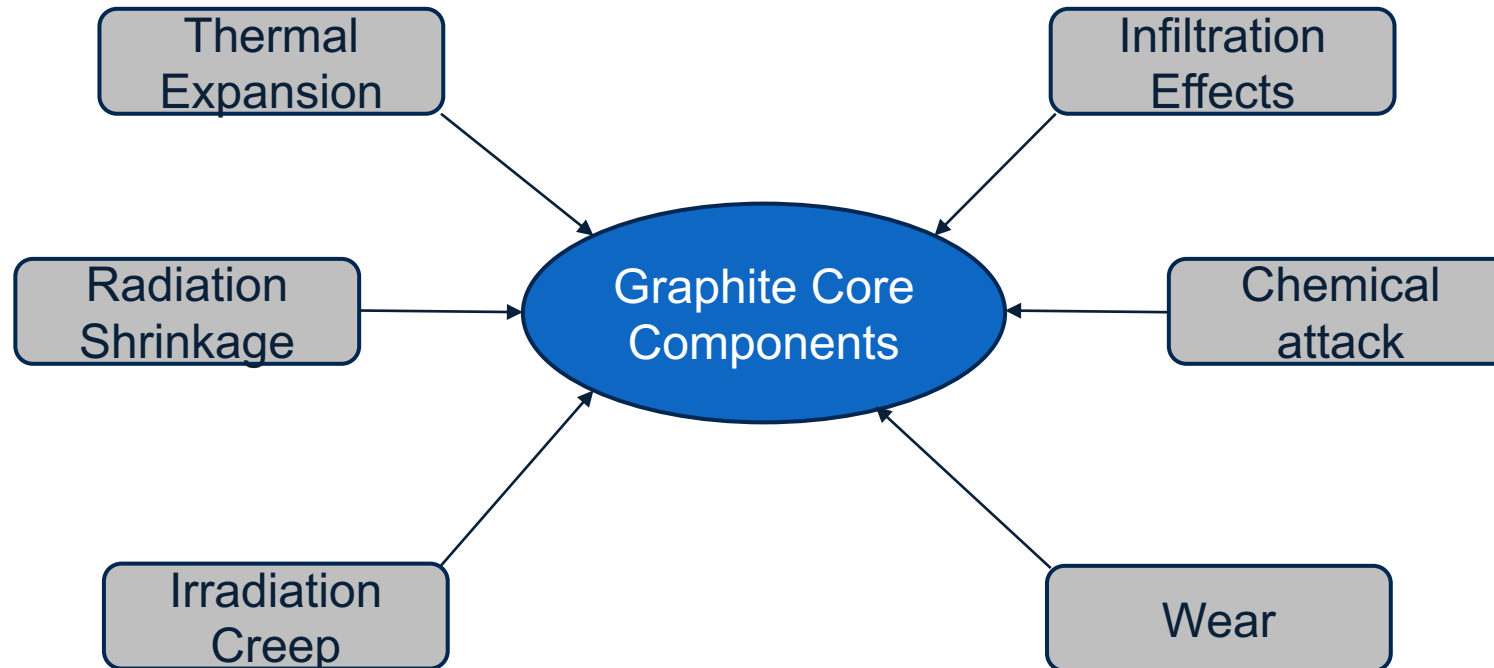 Thermal
Expansion
Infiltration
Effects
Radiation
Shrinkage
Graphite Core
Components
Chemical
attack
Irradiation
Creep
Wear